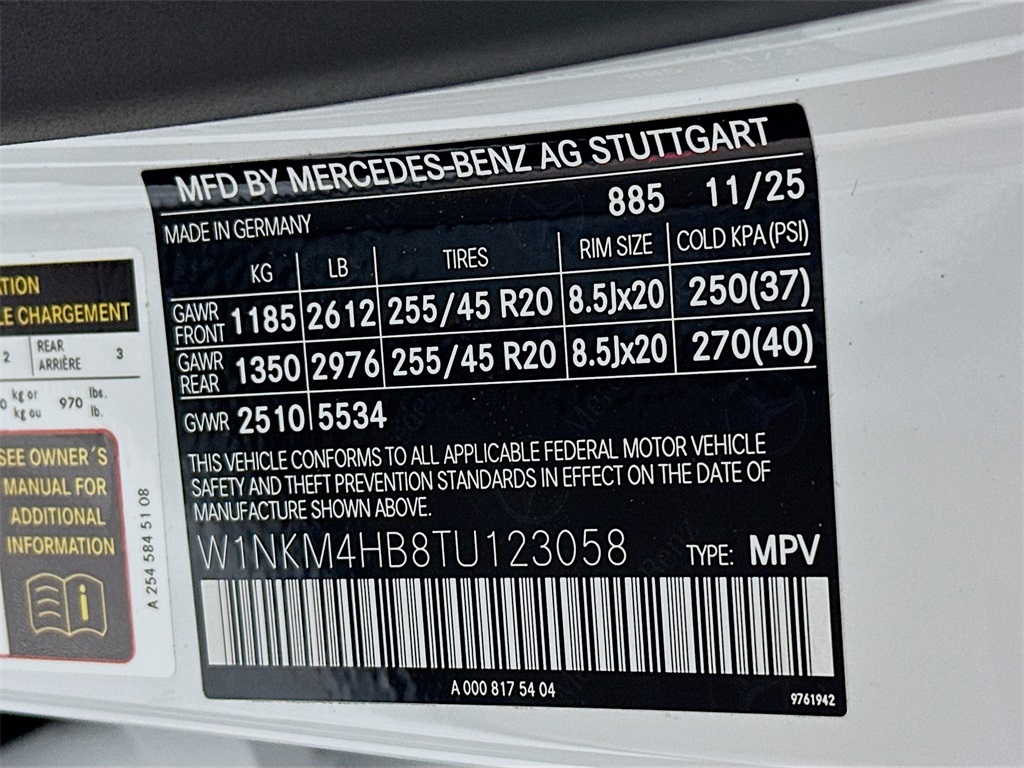 MFD BY MERCEDES-BENZ AG STUTTGART
MADE IN GERMANY 885 11/25
KG LB TIRES RIM SIZE COLD KPA(PSI)
GAWR FRONT 1185 2612 255/45 R20 8.5Jx20 250(37)
GAWR REAR 1350 2976 255/45 R20 8.5Jx20 270(40)
GVWR 2510 5534
THIS VEHICLE CONFORMS TO ALL APPLICABLE FEDERAL MOTOR VEHICLE
SAFETY AND THEFT PREVENTION STANDARDS IN EFFECT ON THE DATE OF
MANUFACTURE SHOWN ABOVE.
W1NKM4HB8TU123058 TYPE: MPV
A 000 817 54 04
9761942
LE CHARGEMENT
2 REAR ARRIÈRE 3
kg or kg ou 970 lbs. lb.
SEE OWNER´S
MANUAL FOR
ADDITIONAL
INFORMATION
A 254 584 51 08